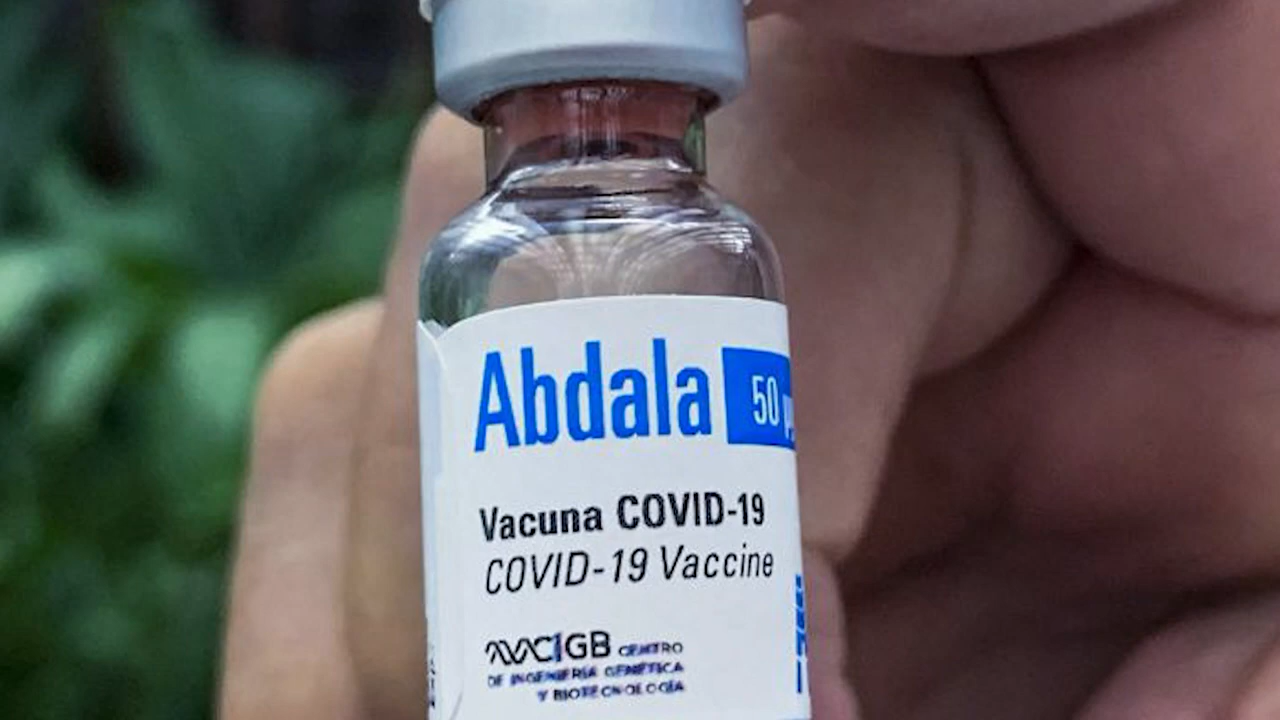 Abdala 50
Vacuna COVID-19
COVID-19 Vaccine
CIGB CENTRO
DE INGENIERÍA GENÉTICA
Y BIOTECNOLOGÍA